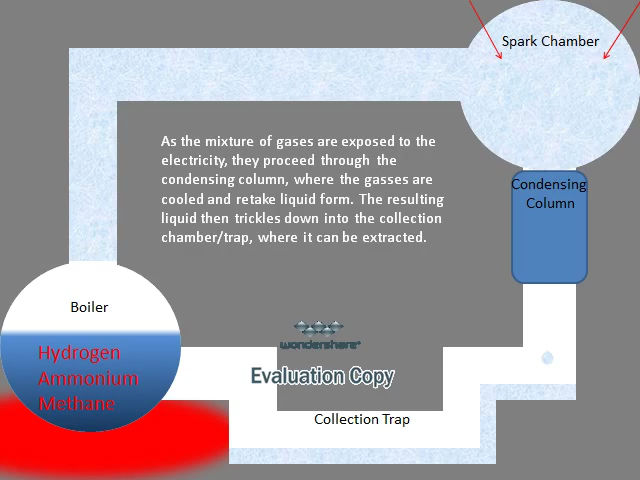 Spark Chamber
As the mixture of gases are exposed to the
electricity, they proceed through the
condensing column, where the gasses are
cooled and retake liquid form. The resulting
liquid then trickles down into the collection
chamber/trap, where it can be extracted.
Condensing
Column
Boiler
Hydrogen
Ammonium
Methane
wondershare
Evaluation Copy
Collection Trap